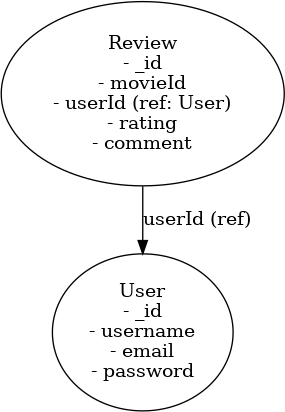 Review
- _id
- movieId
- userId (ref: User)
- rating
- comment
userId (ref)
User
- _id
- username
- email
- password